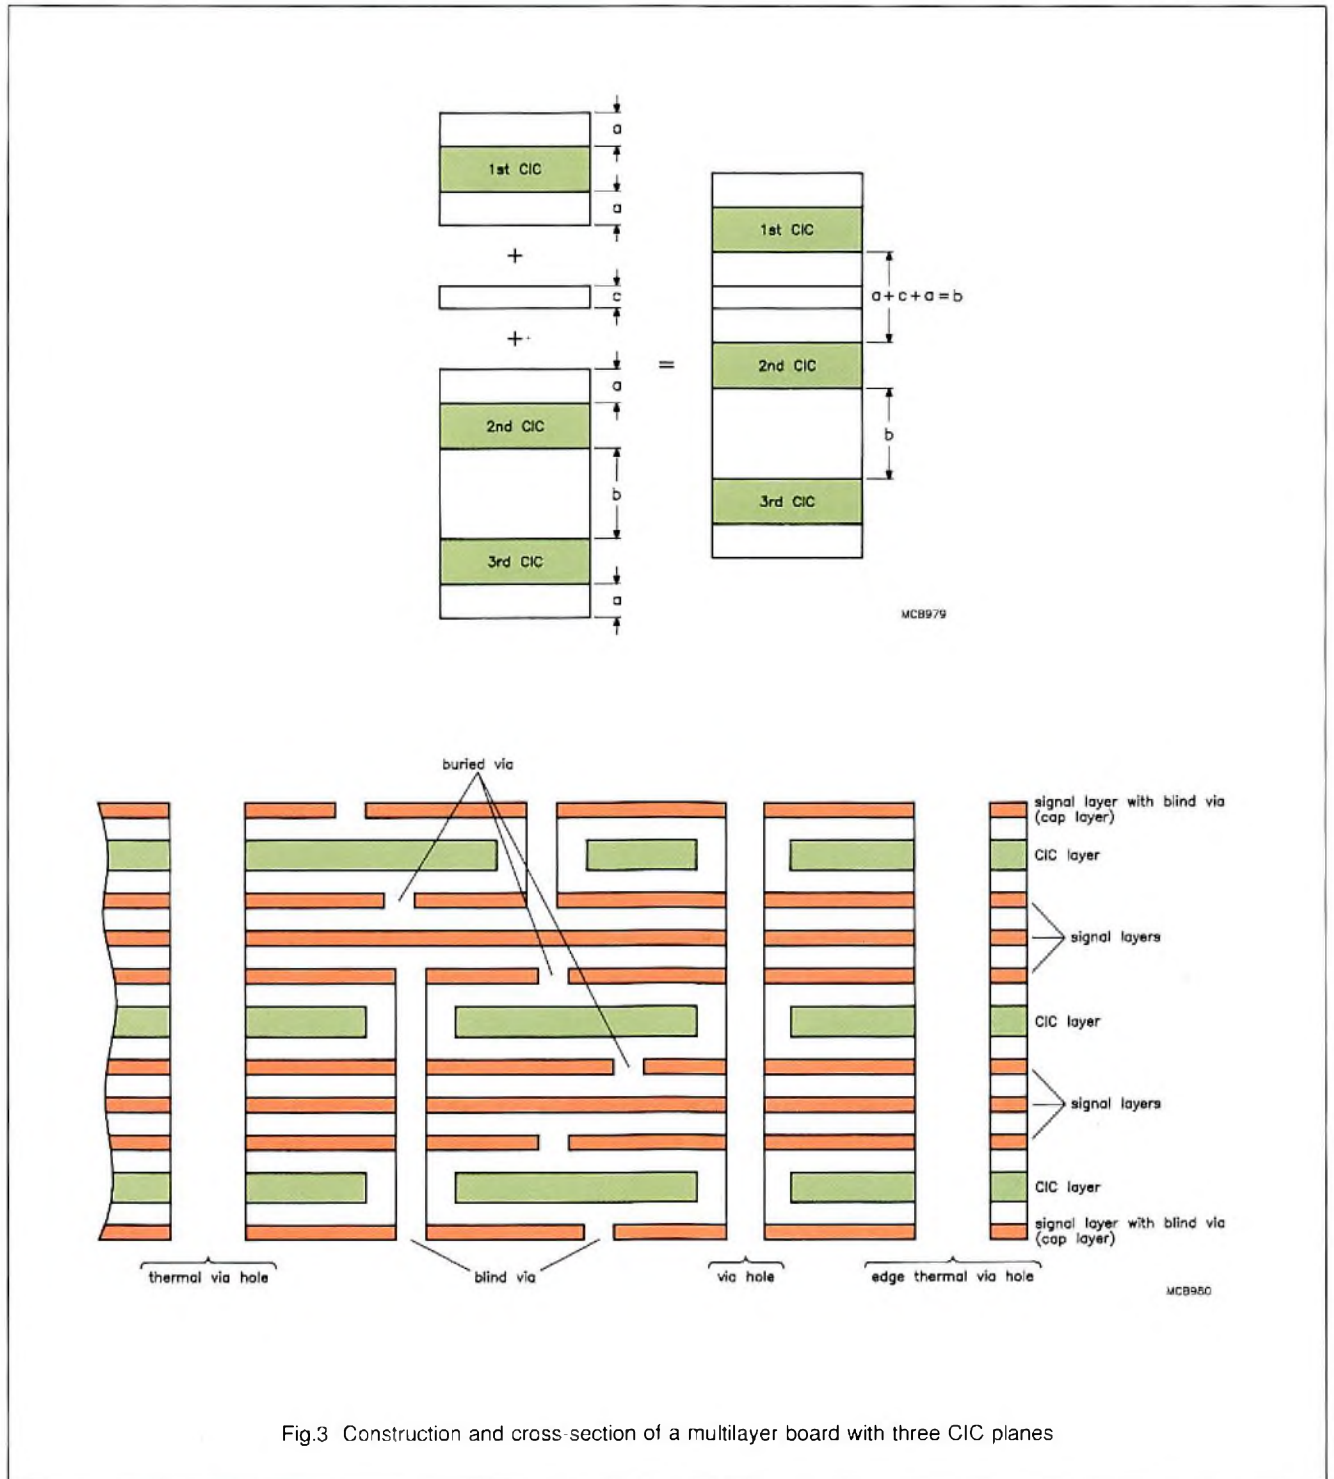 a
1st CIC
a
+
c
+
a
2nd CIC
b
3rd CIC
a
=
1st CIC
a+c+a=b
2nd CIC
b
3rd CIC
MCB979
buried via
signal layer with blind via
(cap layer)
CIC layer
signal layers
CIC layer
signal layers
CIC layer
signal layer with blind via
(cap layer)
thermal via hole
blind via
via hole
edge thermal via hole
MCB980
Fig.3 Construction and cross-section of a multilayer board with three CIC planes